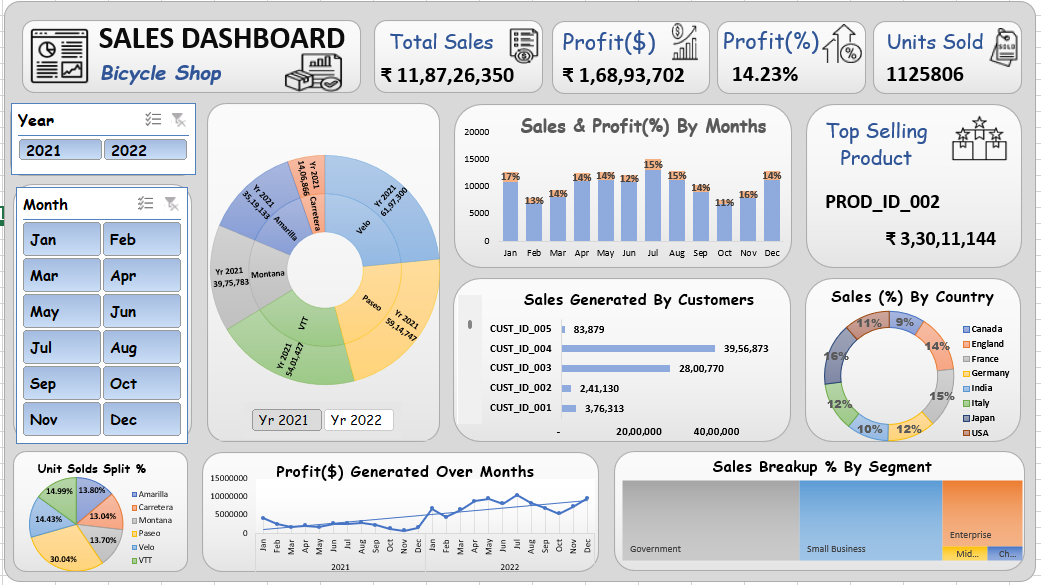 SALES DASHBOARD
Bicycle Shop
Total Sales
₹ 11,87,26,350
Profit($)
₹ 1,68,93,702
Profit(%)
14.23%
Units Sold
1125806
SOLD
Year
2021 2022
Month
Jan Feb
Mar Apr
May Jun
Jul Aug
Sep Oct
Nov Dec
Yr 2021
14,06,866
Carretera
Yr 2021
61,97,300
Velo
Yr 2021
59,14,747
Paseo
Yr 2021
54,01,427
VTT
Yr 2021
39,75,783
Montana
Yr 2021
35,19,133
Amarilla
Yr 2021 Yr 2022
Sales & Profit(%) By Months
20000
15000
10000
5000
0
17% 13% 14% 14% 14% 12% 15% 15% 14% 11% 16% 14%
Jan Feb Mar Apr May Jun Jul Aug Sep Oct Nov Dec
Top Selling
Product
PROD_ID_002
₹ 3,30,11,144
Sales Generated By Customers
CUST_ID_005 83,879
CUST_ID_004 39,56,873
CUST_ID_003 28,00,770
CUST_ID_002 2,41,130
CUST_ID_001 3,76,313
- 20,00,000 40,00,000
Sales (%) By Country
9%
14%
15%
12%
10%
12%
16%
11%
Canada
England
France
Germany
India
Italy
Japan
USA
Unit Solds Split %
13.80%
13.04%
13.70%
30.04%
14.43%
14.99%
Amarilla
Carretera
Montana
Paseo
Velo
VTT
Profit($) Generated Over Months
15000000
10000000
5000000
0
Jan Feb Mar Apr May Jun Jul Aug Sep Oct Nov Dec Jan Feb Mar Apr May Jun Jul Aug Sep Oct Nov Dec
2021 2022
Sales Breakup % By Segment
Government
Small Business
Enterprise
Mid... Ch...